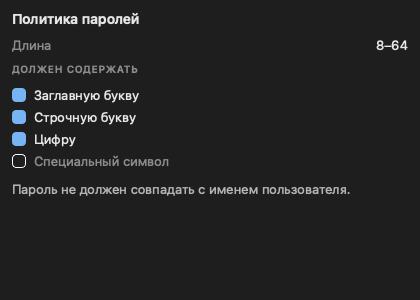 Политика паролей
Длина 8–64
ДОЛЖЕН СОДЕРЖАТЬ
Заглавную букву
Строчную букву
Цифру
Специальный символ
Пароль не должен совпадать с именем пользователя.